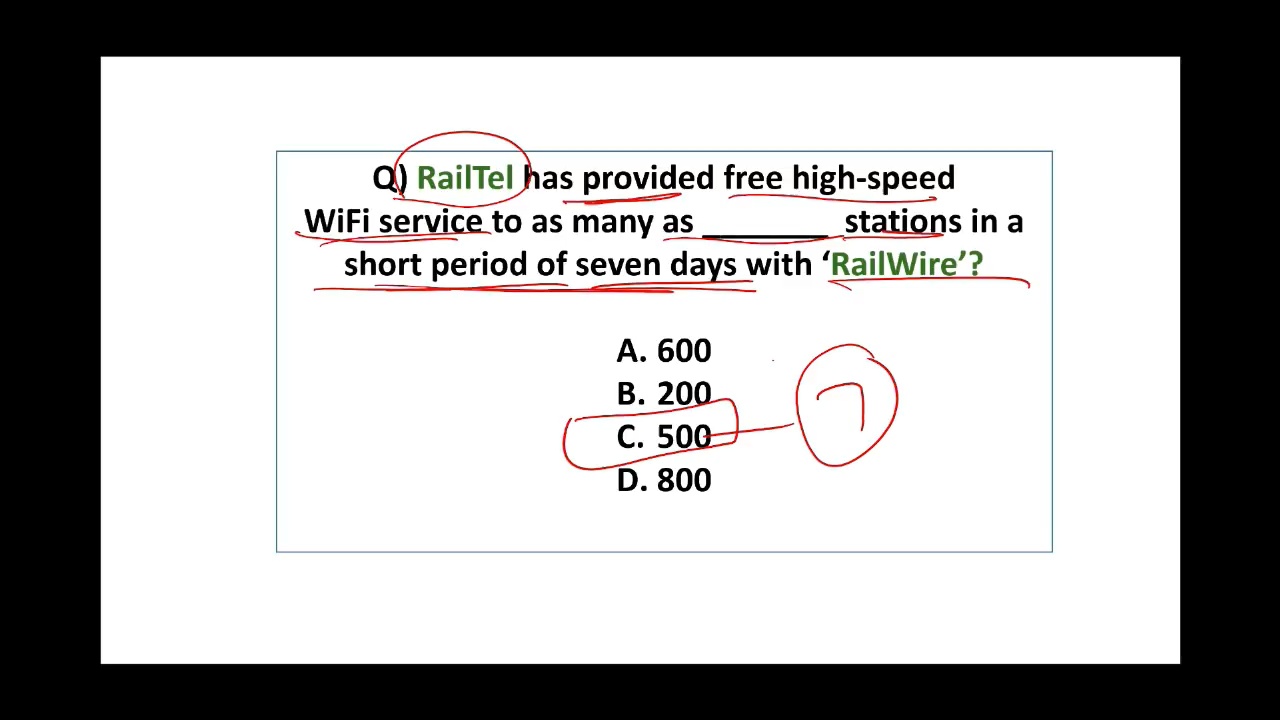 Q) RailTel has provided free high-speed
WiFi service to as many as ________ stations in a
short period of seven days with ‘RailWire’?
A. 600
B. 200
C. 500
D. 800
7